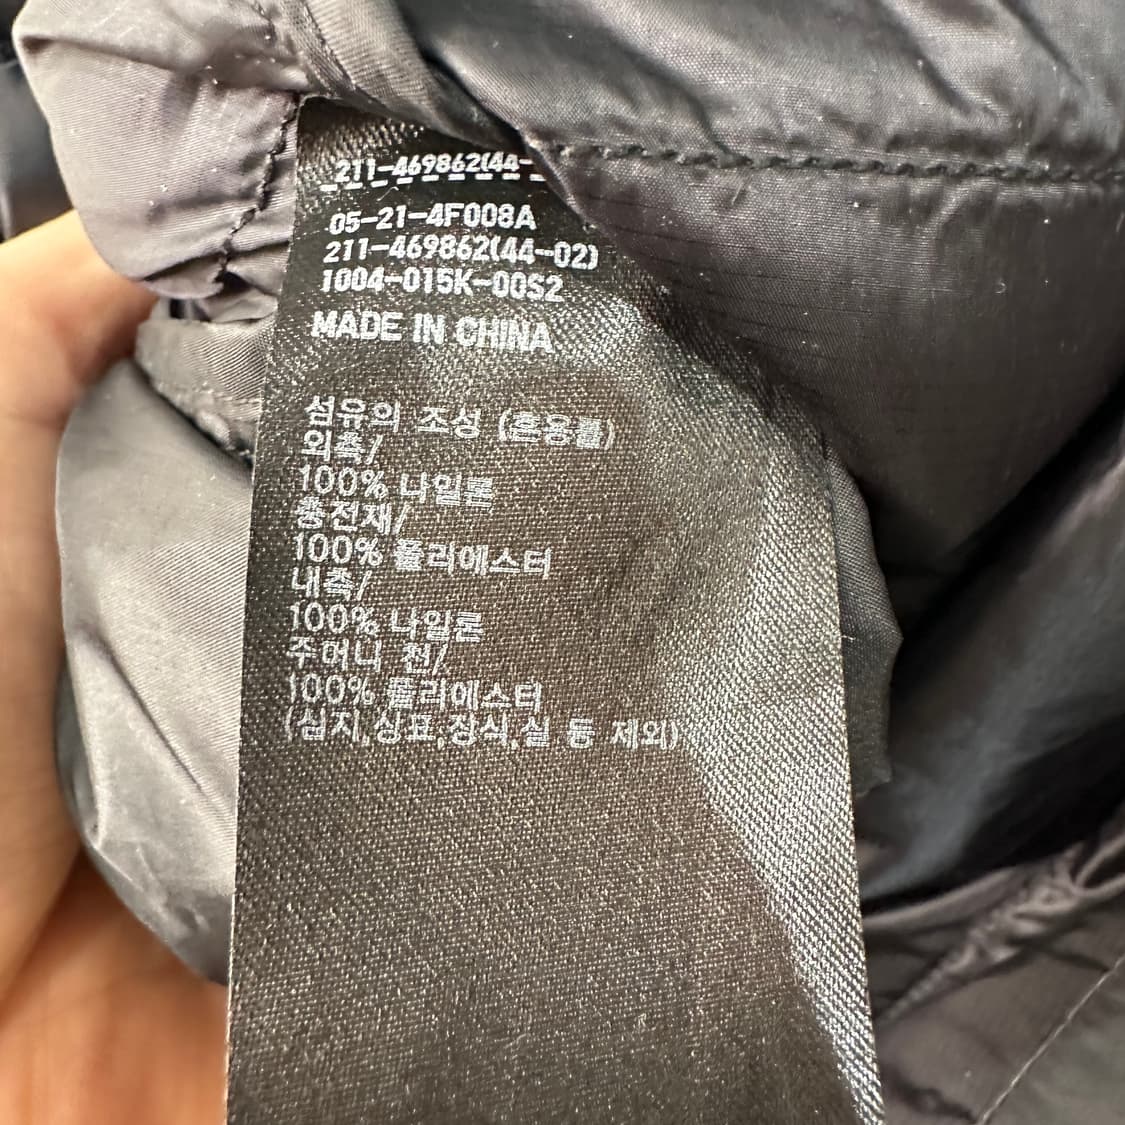 211-469862(44-
05-21-4F008A
211-469862(44-02)
1004-015K-00S2
MADE IN CHINA
섬유의 조성 (혼용률)
외측/
100% 나일론
충전재/
100% 폴리에스터
내측/
100% 나일론
주머니 천/
100% 폴리에스터
(심지,상표,장식,실 등 제외)